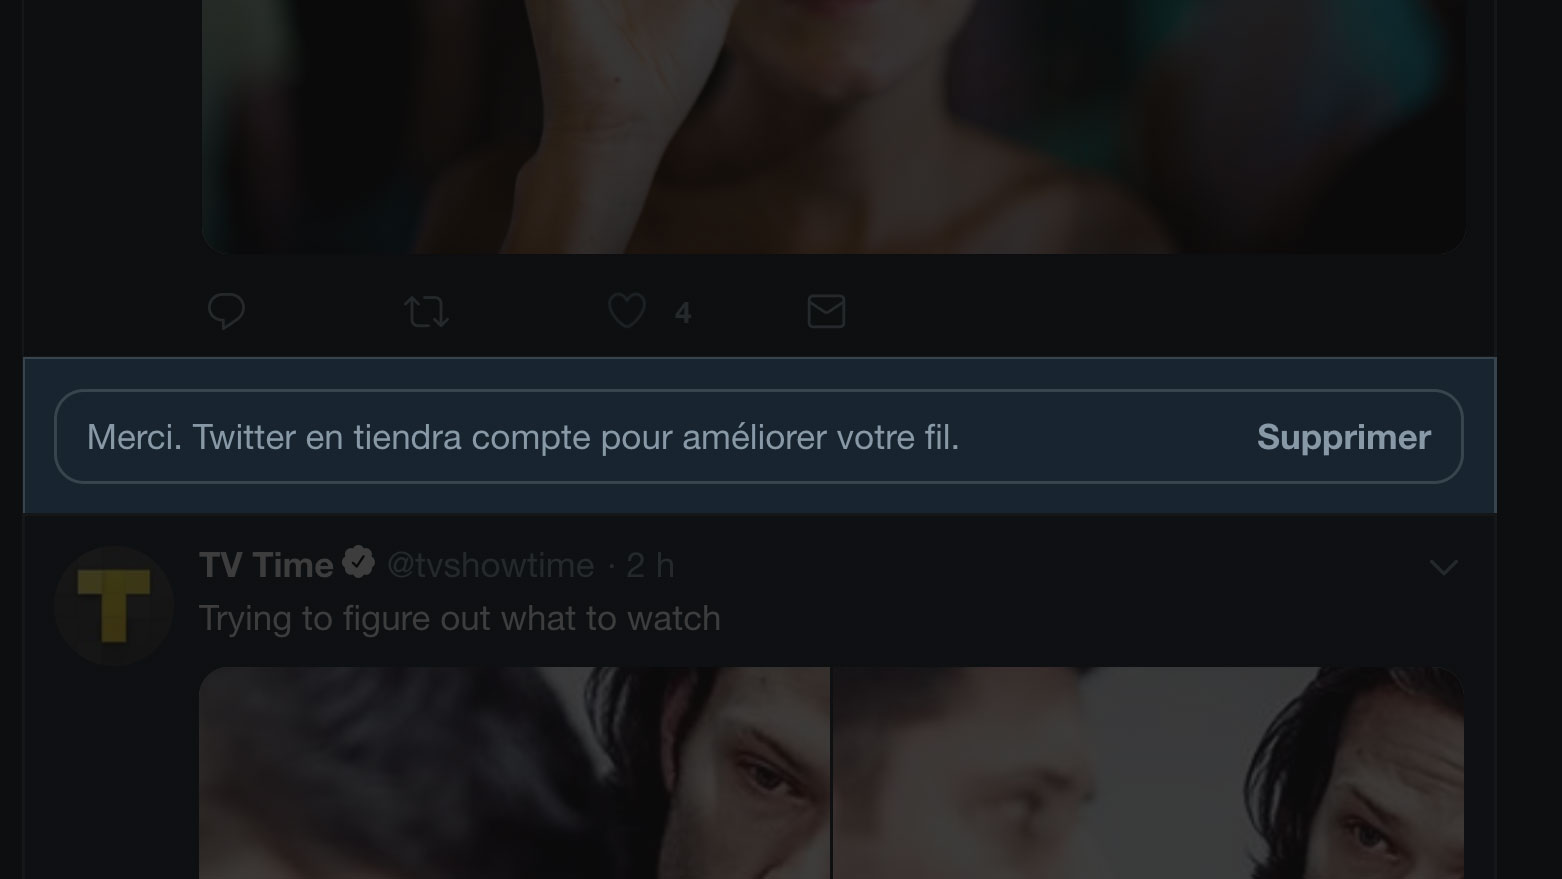 4
Merci. Twitter en tiendra compte pour améliorer votre fil.
Supprimer
TV Time @tvshowtime · 2 h
Trying to figure out what to watch
T